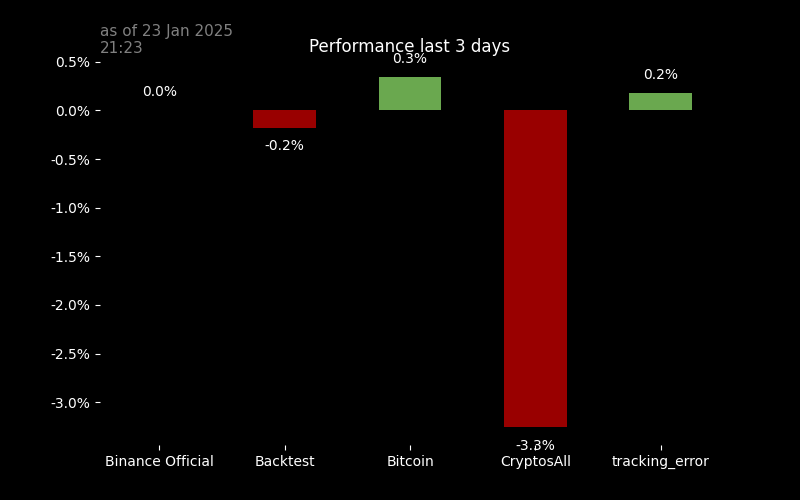 as of 23 Jan 2025
21:23
Performance last 3 days
0.5%
0.0%
-0.5%
-1.0%
-1.5%
-2.0%
-2.5%
-3.0%
0.0%
-0.2%
0.3%
-3.3%
0.2%
Binance Official
Backtest
Bitcoin
CryptosAll
tracking_error